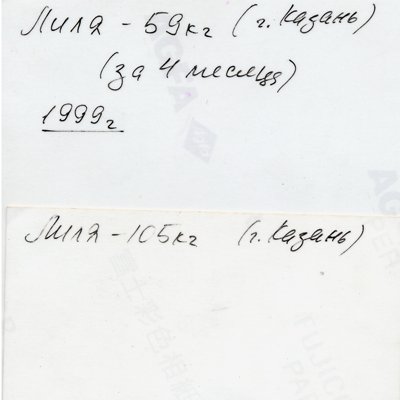 Лиля - 59кг (г. Казань)
(за 4 месяца)
1999г
Лиля - 105кг (г. Казань)